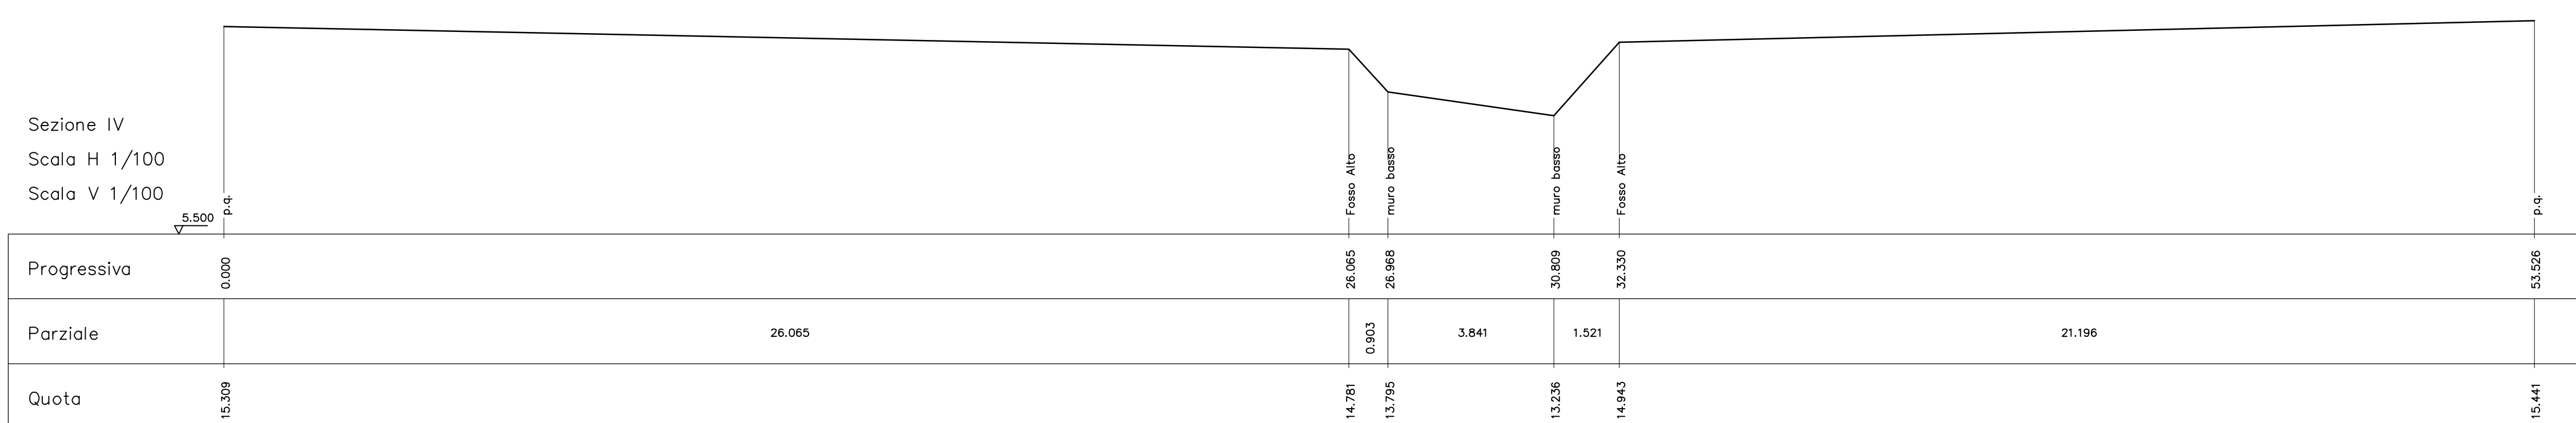 Sezione IV
Scala H 1/100
Scala V 1/100
5.500
p.q.
Fosso Alto
muro basso
muro basso
Fosso Alto
p.q.
Progressiva
0.000
26.065
26.968
30.809
32.330
53.526
Parziale
26.065
0.903
3.841
1.521
21.196
Quota
15.309
14.781
13.795
13.236
14.943
15.441